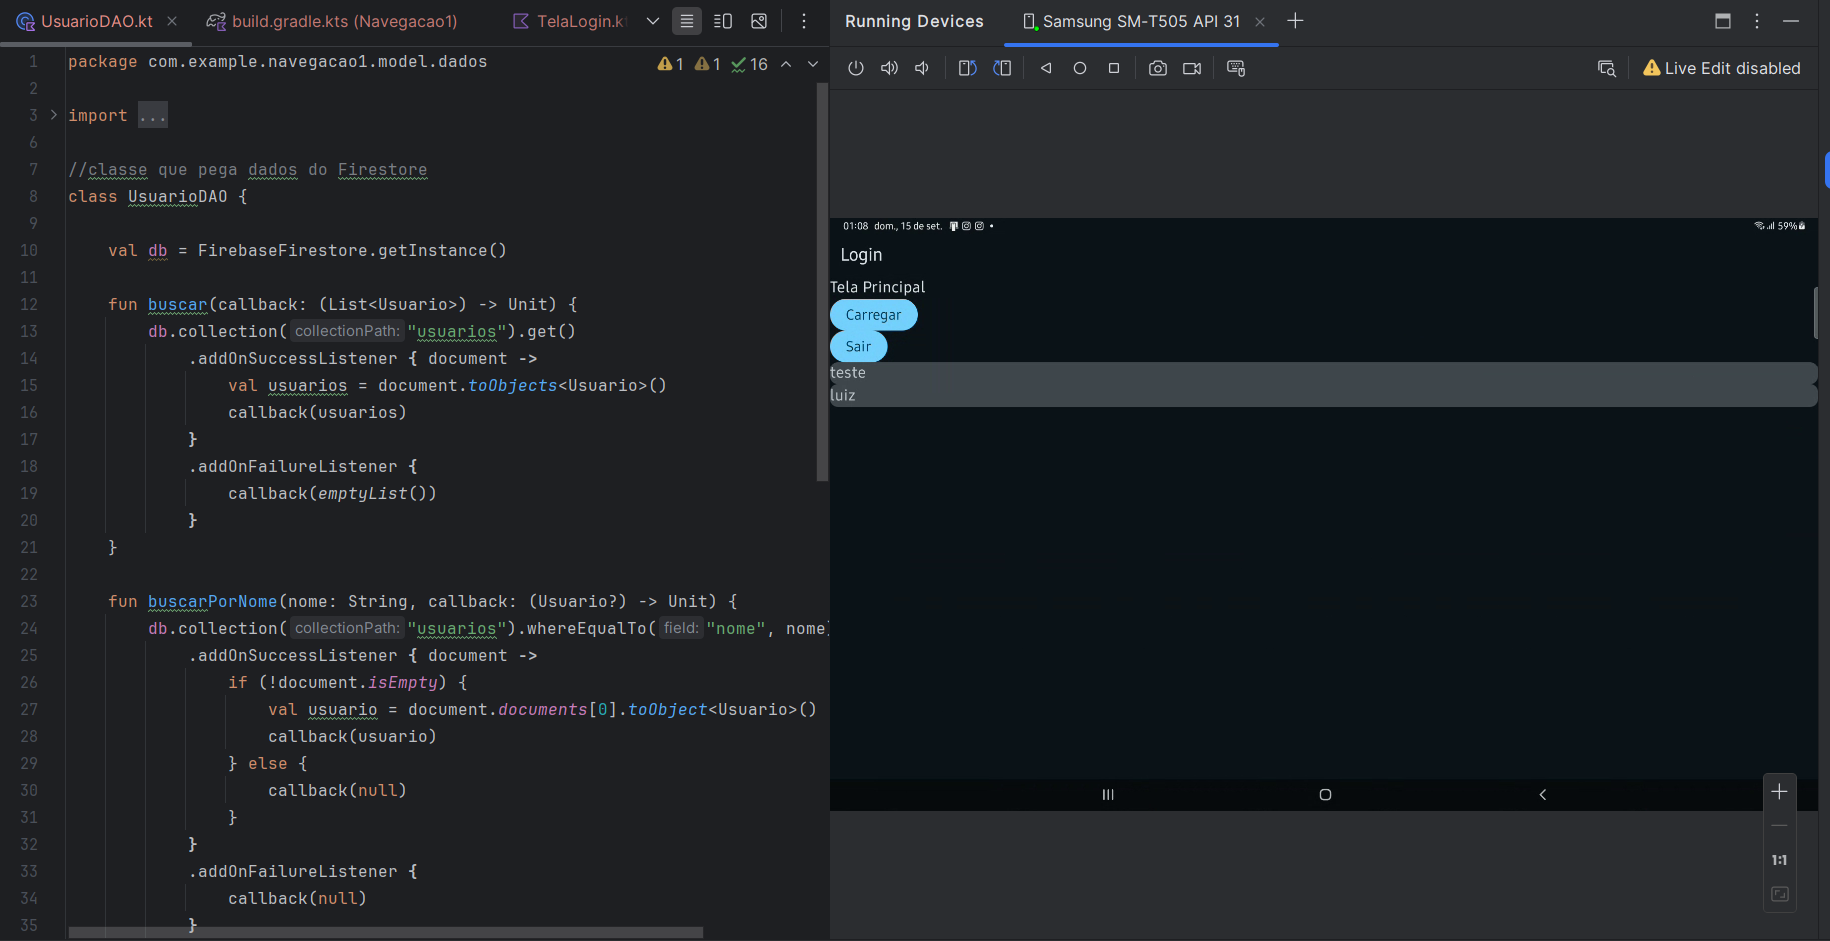 UsuarioDAO.kt
build.gradle.kts (Navegacao1)
TelaLogin.k
Running Devices
Samsung SM-T505 API 31
Live Edit disabled
1 1 16
1 package com.example.navegacao1.model.dados
2
3 import ...
6
7 //classe que pega dados do Firestore
8 class UsuarioDAO {
9
10 val db = FirebaseFirestore.getInstance()
11
12 fun buscar(callback: (List<Usuario>) -> Unit) {
13 db.collection( collectionPath: "usuarios").get()
14 .addOnSuccessListener { document ->
15 val usuarios = document.toObjects<Usuario>()
16 callback(usuarios)
17 }
18 .addOnFailureListener {
19 callback(emptyList())
20 }
21 }
22
23 fun buscarPorNome(nome: String, callback: (Usuario?) -> Unit) {
24 db.collection( collectionPath: "usuarios").whereEqualTo( field: "nome", nome)
25 .addOnSuccessListener { document ->
26 if (!document.isEmpty) {
27 val usuario = document.documents[0].toObject<Usuario>()
28 callback(usuario)
29 } else {
30 callback(null)
31 }
32 }
33 .addOnFailureListener {
34 callback(null)
35 }
01:08 dom., 15 de set.
59%
Login
Tela Principal
Carregar
Sair
teste
luiz
1:1